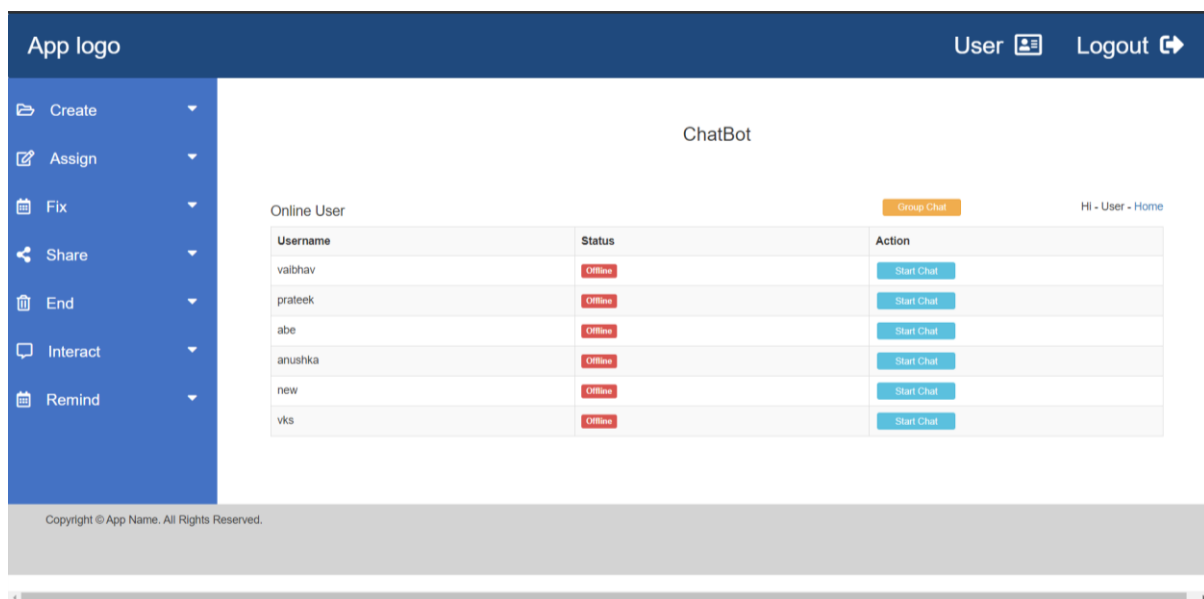 App logo User Logout
Create
Assign
Fix
Share
End
Interact
Remind
ChatBot
Online User Group Chat Hi - User - Home
Username Status Action
vaibhav Offline Start Chat
prateek Offline Start Chat
abe Offline Start Chat
anushka Offline Start Chat
new Offline Start Chat
vks Offline Start Chat
Copyright © App Name. All Rights Reserved.